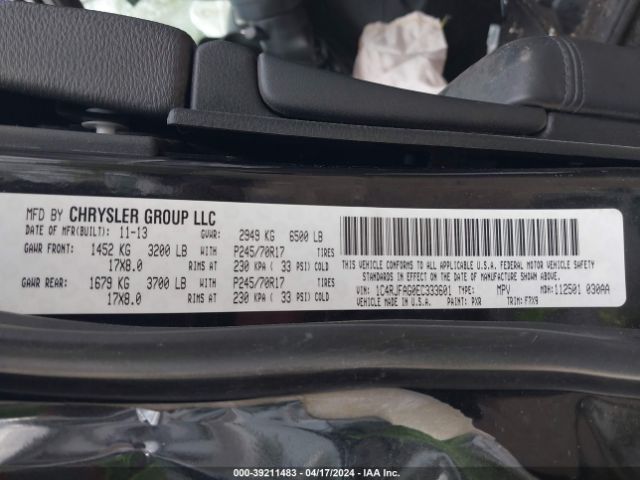 MFD BY CHRYSLER GROUP LLC
DATE OF MFR(BUILT): 11-13 GVWR: 2949 KG 6500 LB
GAWR FRONT: 1452 KG 3200 LB WITH P245/70R17 TIRES
17X8.0 RIMS AT 230 KPA ( 33 PSI) COLD
GAWR REAR: 1679 KG 3700 LB WITH P245/70R17 TIRES
17X8.0 RIMS AT 230 KPA ( 33 PSI) COLD
THIS VEHICLE CONFORMS TO ALL APPLICABLE U.S.A. FEDERAL MOTOR VEHICLE SAFETY
STANDARDS IN EFFECT ON THE DATE OF MANUFACTURE SHOWN ABOVE.
VIN: 1C4RJFAG0EC333601 TYPE: MPV MDH: 112501 030AA
VEHICLE MADE IN U.S.A. PAINT: PXR TRIM: F7X9
000-39211483 - 04/17/2024 - IAA Inc.